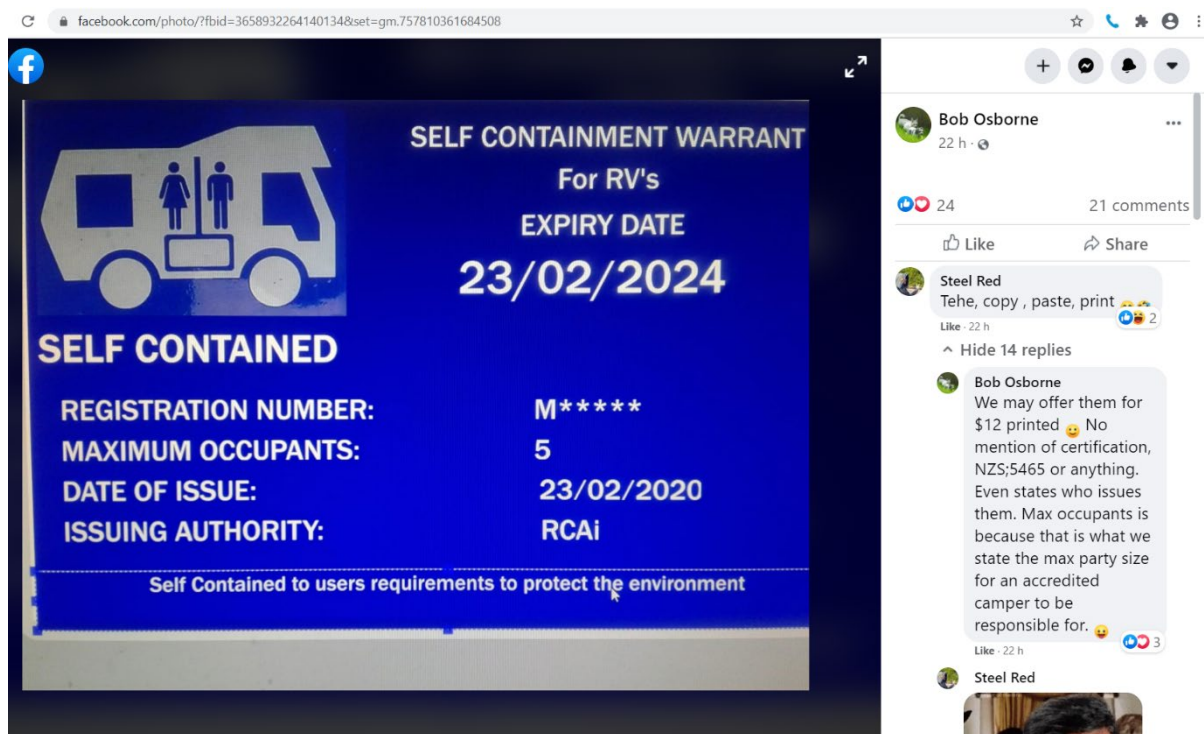 facebook.com/photo/?fbid=3658932264140134&set=gm.757810361684508
SELF CONTAINMENT WARRANT
For RV's
EXPIRY DATE
23/02/2024
SELF CONTAINED
REGISTRATION NUMBER: M*****
MAXIMUM OCCUPANTS: 5
DATE OF ISSUE: 23/02/2020
ISSUING AUTHORITY: RCAi
Self Contained to users requirements to protect the environment
Bob Osborne
22 h
24 21 comments
Like Share
Steel Red
Tehe, copy , paste, print
2
Like · 22 h
Hide 14 replies
Bob Osborne
We may offer them for
$12 printed 😀 No
mention of certification,
NZS;5465 or anything.
Even states who issues
them. Max occupants is
because that is what we
state the max party size
for an accredited
camper to be
responsible for. 😝
3
Like · 22 h
Steel Red